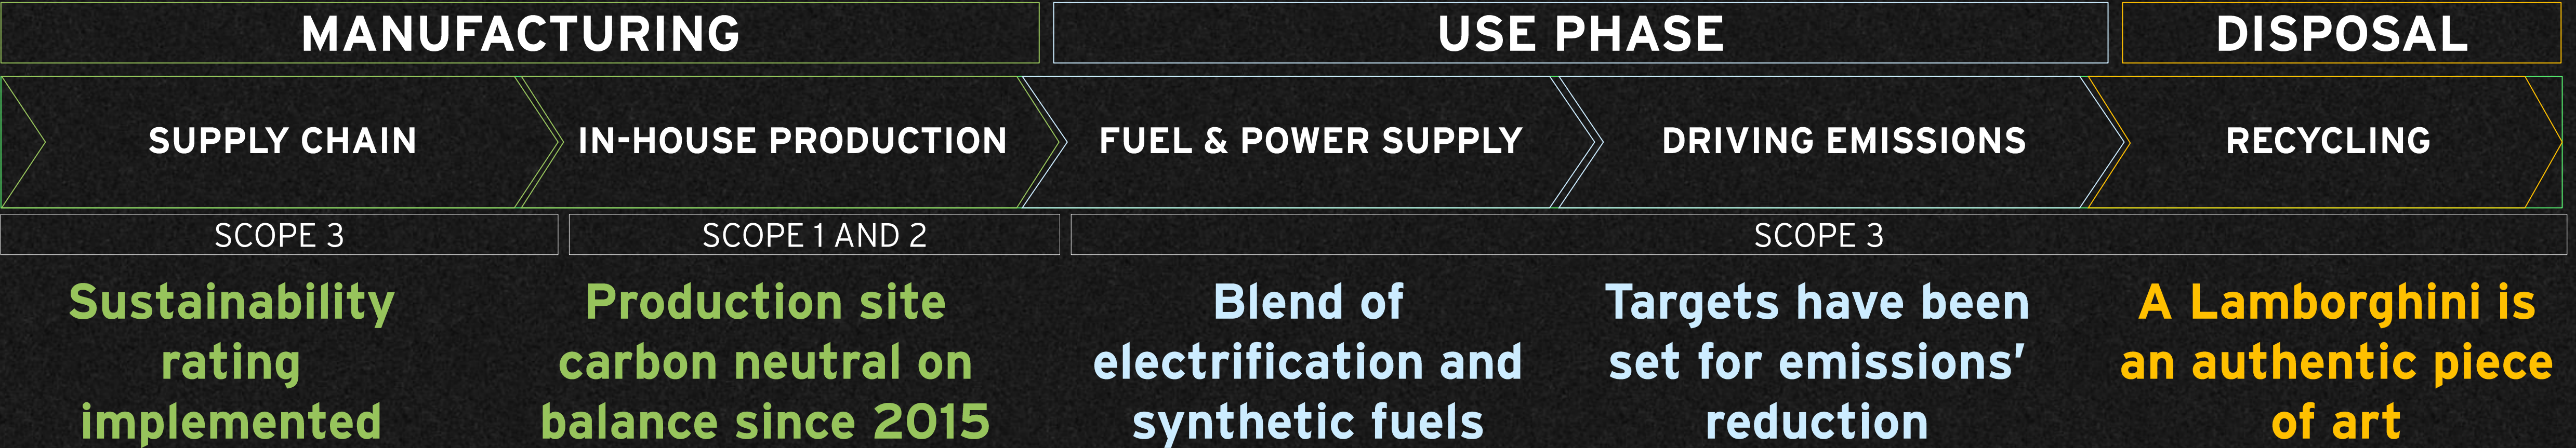 MANUFACTURING
USE PHASE
DISPOSAL
SUPPLY CHAIN
IN-HOUSE PRODUCTION
FUEL & POWER SUPPLY
DRIVING EMISSIONS
RECYCLING
SCOPE 3
SCOPE 1 AND 2
SCOPE 3
Sustainability
rating
implemented
Production site
carbon neutral on
balance since 2015
Blend of
electrification and
synthetic fuels
Targets have been
set for emissions’
reduction
A Lamborghini is
an authentic piece
of art